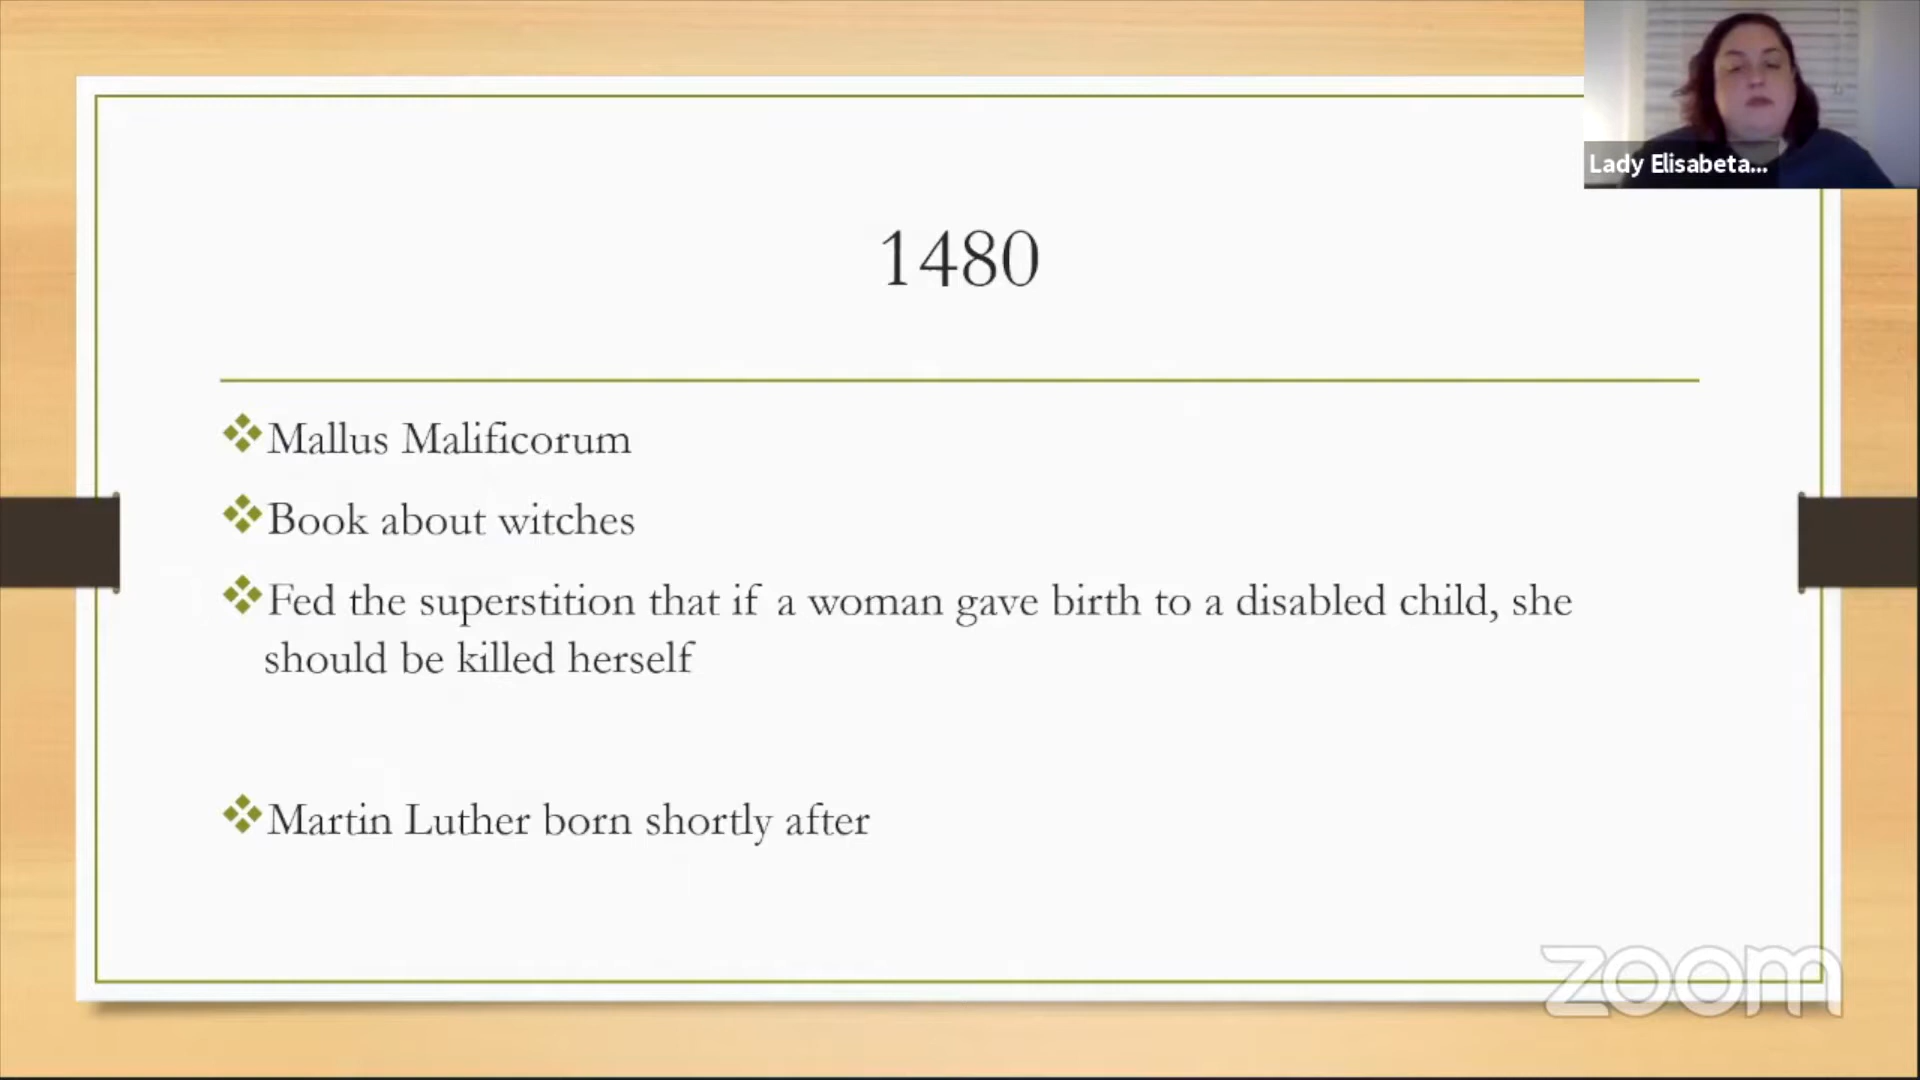 Lady Elisabeta...
1480
Mallus Malificorum
Book about witches
Fed the superstition that if a woman gave birth to a disabled child, she
should be killed herself
Martin Luther born shortly after
zoom